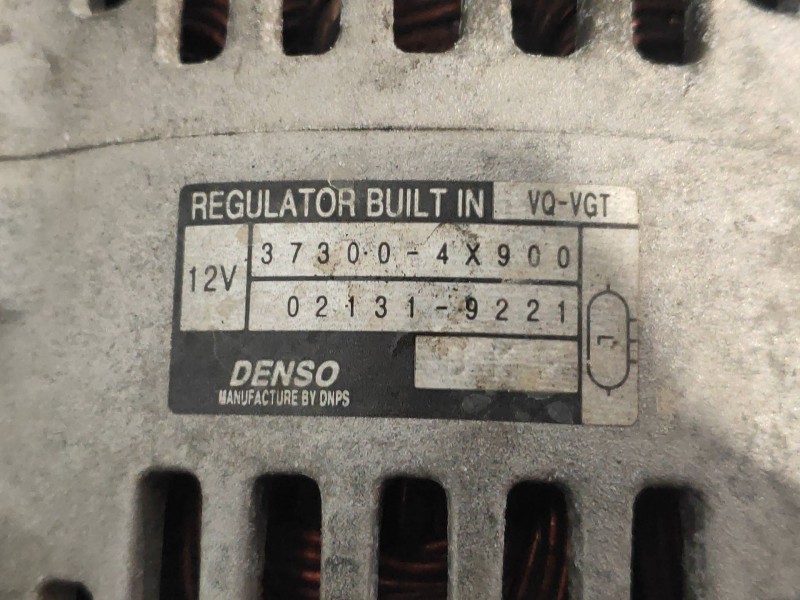 REGULATOR BUILT IN VQ-VGT
12V 37300-4X900
02131-9221
L
DENSO
MANUFACTURE BY DNPS